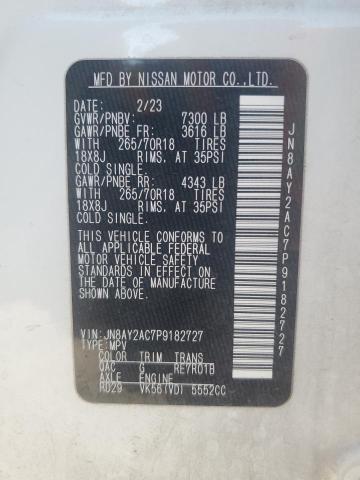 MFD BY NISSAN MOTOR CO.,LTD.
DATE: 2/23
GVWR/PNBV: 7300 LB
GAWR/PNBE FR: 3616 LB
WITH 265/70R18 TIRES
18X8J RIMS, AT 35PSI
COLD SINGLE.
GAWR/PNBE RR: 4343 LB
WITH 265/70R18 TIRES
18X8J RIMS, AT 35PSI
COLD SINGLE.
THIS VEHICLE CONFORMS TO
ALL APPLICABLE FEDERAL
MOTOR VEHICLE SAFETY
STANDARDS IN EFFECT ON
THE DATE OF MANUFACTURE
SHOWN ABOVE.
VIN: JN8AY2AC7P9182727
TYPE: MPV
COLOR TRIM TRANS
QAC G RE7R01B
AXLE ENGINE
RD29 VK56(VD) 5552CC
JN8AY2AC7P9182727